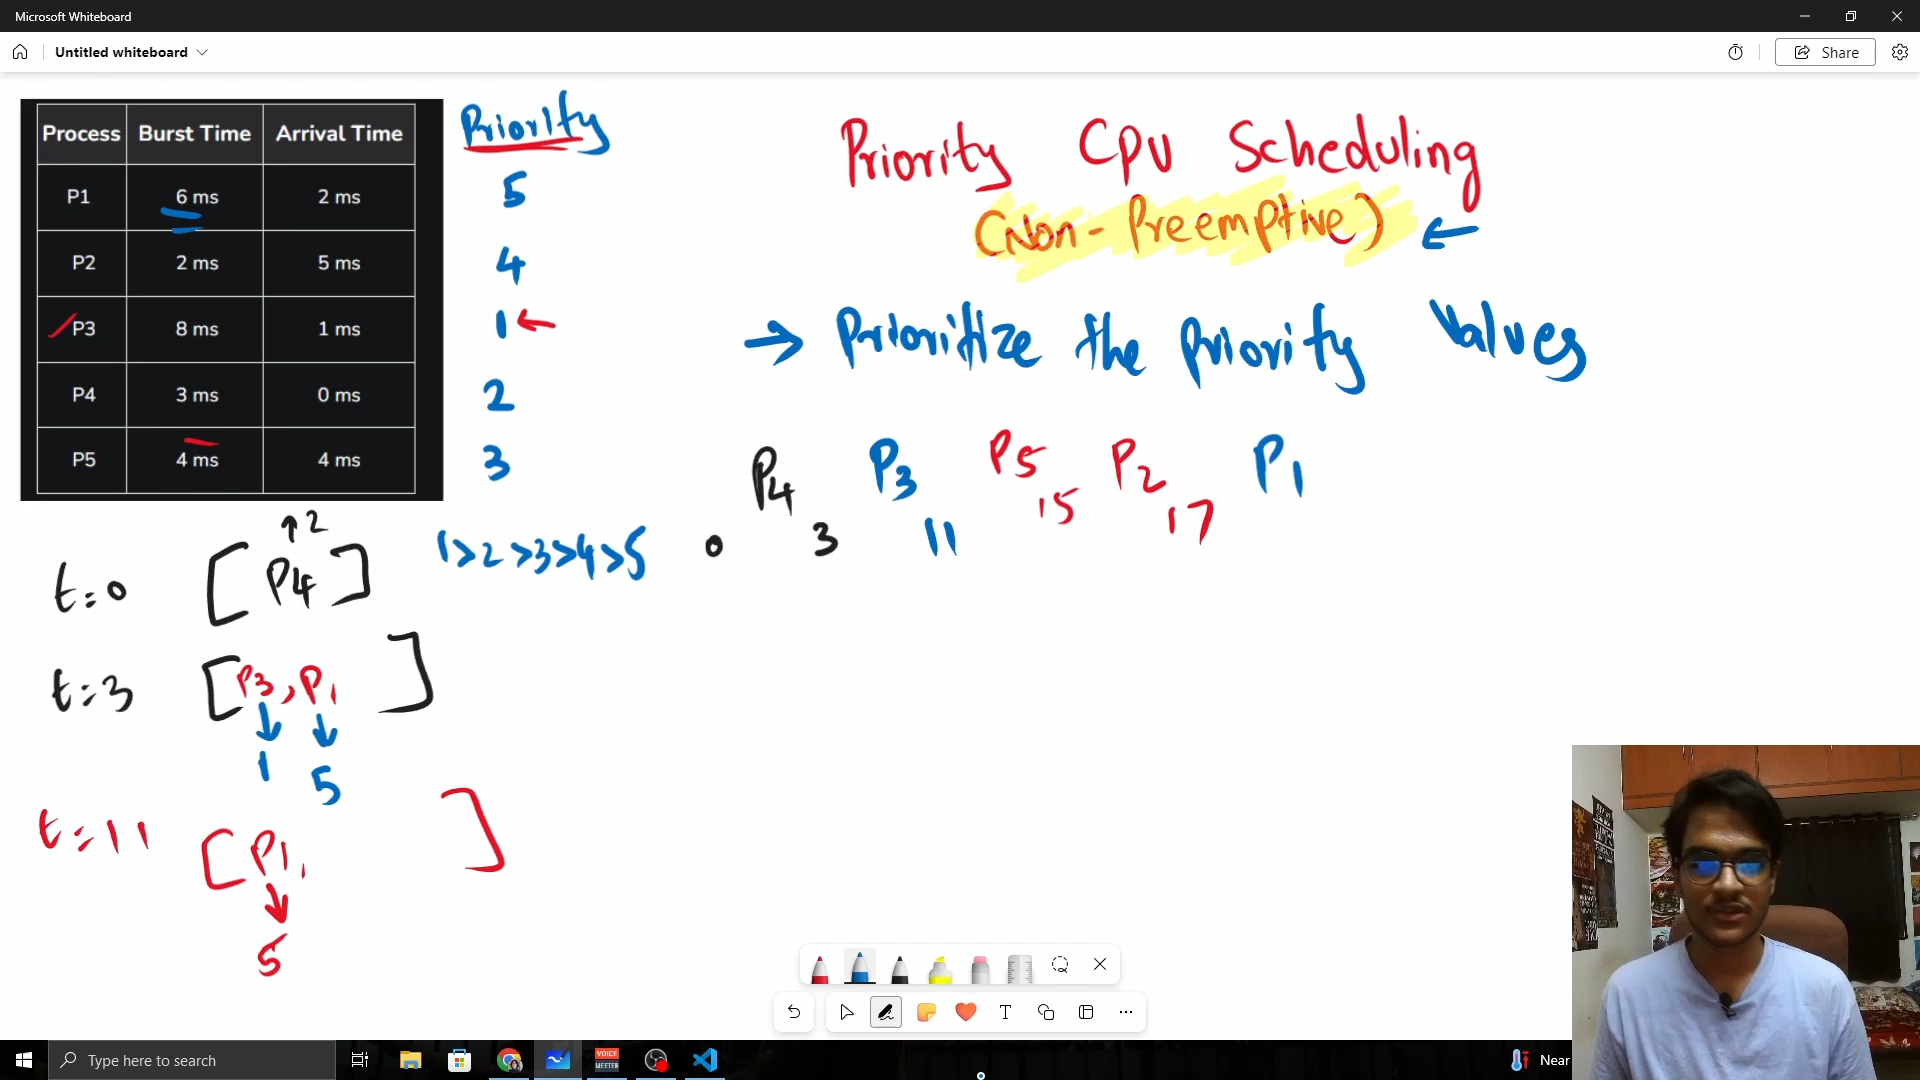 Microsoft Whiteboard
Untitled whiteboard
Share
Process Burst Time Arrival Time Priority
P1 6 ms 2 ms 5
P2 2 ms 5 ms 4
P3 8 ms 1 ms 1
P4 3 ms 0 ms 2
P5 4 ms 4 ms 3
Priority CPU Scheduling
(Non-Preemptive)
→ Prioritize the priority values
P4 P3 P5 P2 P1
0 3 11 15 17
1>2>3>4>5
↑2
t=0 [P4]
t=3 [P3, P1 ]
↓ ↓
1 5
t=11 [P1, ]
↓
5
T
Type here to search
VOICE
MEETER
Near